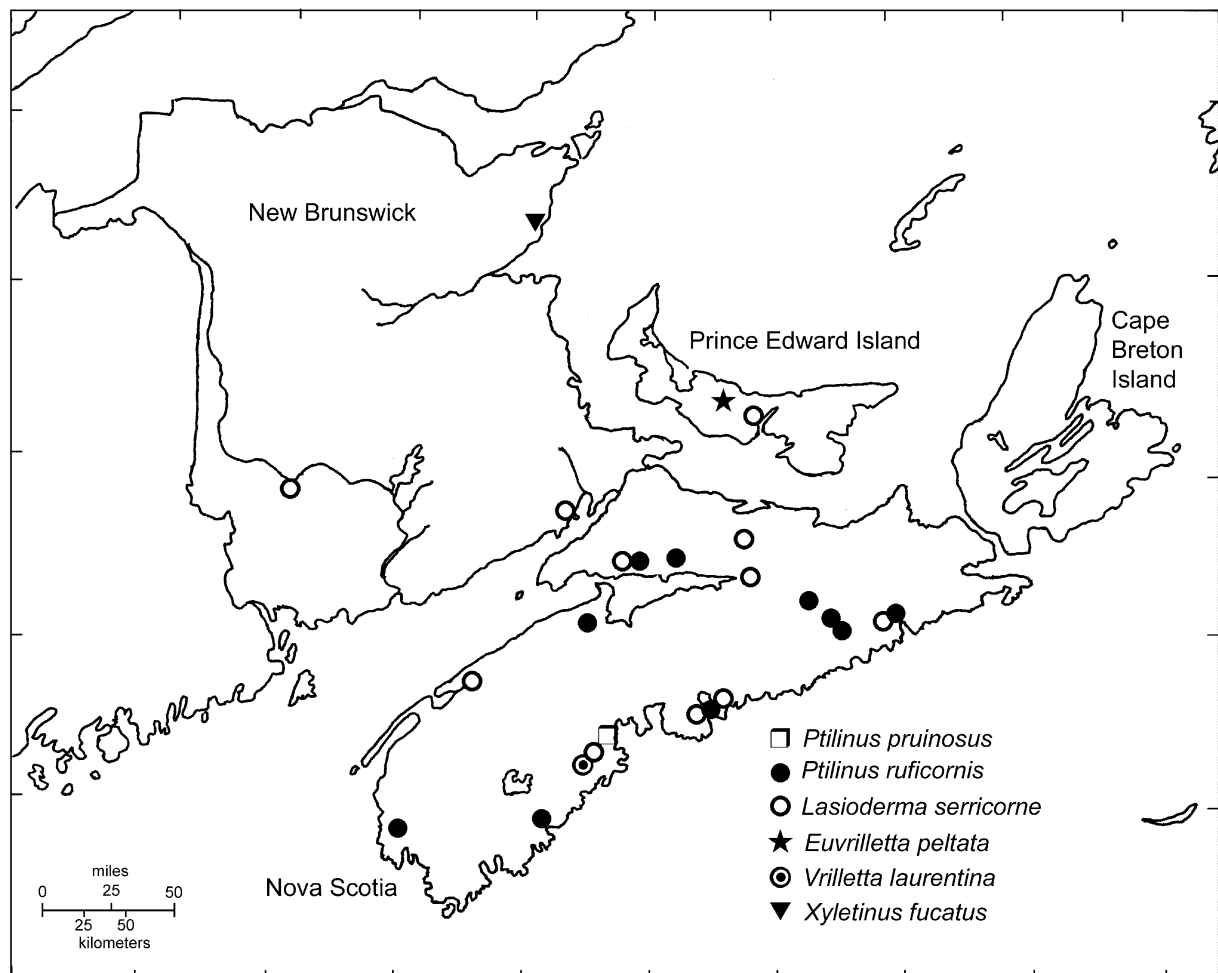 New Brunswick
Prince Edward Island
Cape
Breton
Island
Nova Scotia
Ptilinus pruinosus
Ptilinus ruficornis
Lasioderma serricorne
Euvrilletta peltata
Vrilletta laurentina
Xyletinus fucatus
miles
0 25 50
25 50
kilometers